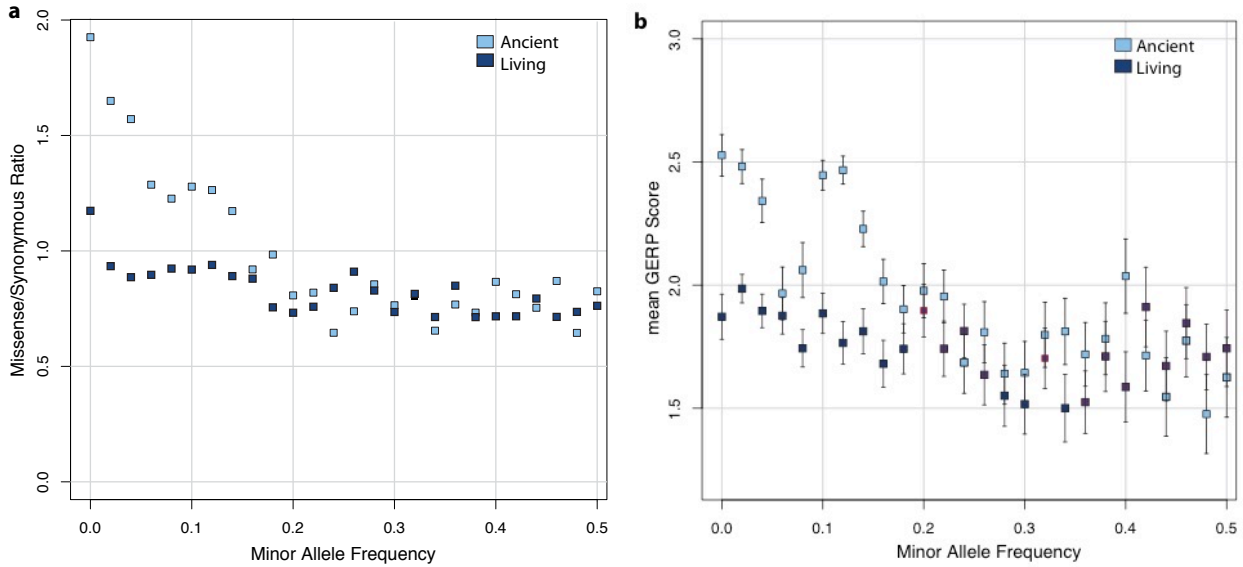 a
2.0
1.5
1.0
0.5
0.0
Missense/Synonymous Ratio
Ancient
Living
0.0 0.1 0.2 0.3 0.4 0.5
Minor Allele Frequency
b
3.0
2.5
2.0
1.5
mean GERP Score
Ancient
Living
0.0 0.1 0.2 0.3 0.4 0.5
Minor Allele Frequency